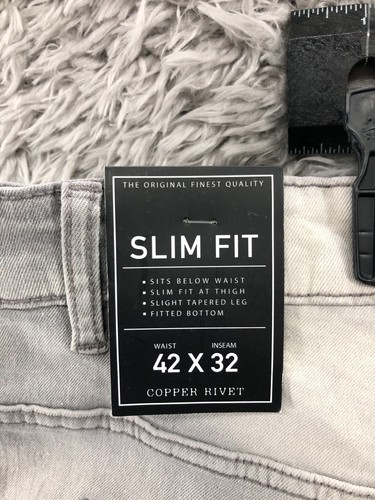 THE ORIGINAL FINEST QUALITY
SLIM FIT
▪ SITS BELOW WAIST
▪ SLIM FIT AT THIGH
▪ SLIGHT TAPERED LEG
▪ FITTED BOTTOM
WAIST INSEAM
42 X 32
COPPER RIVET